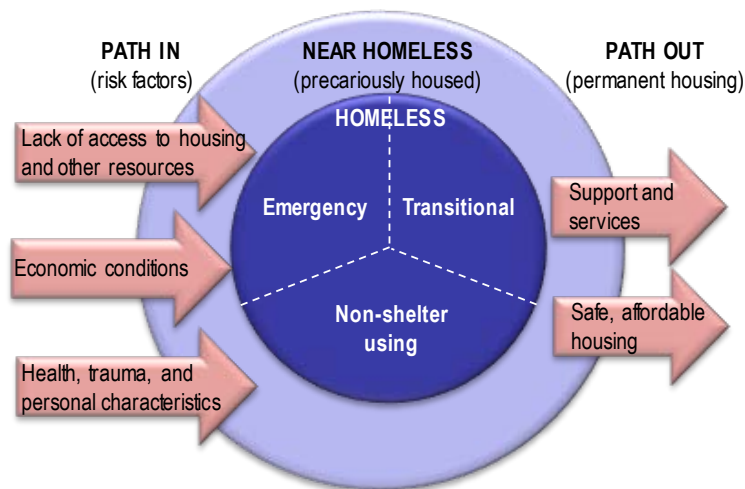 PATH IN
(risk factors)
NEAR HOMELESS
(precariously housed)
PATH OUT
(permanent housing)
HOMELESS
Lack of access to housing
and other resources
Emergency
Transitional
Support and
services
Economic conditions
Non-shelter
using
Safe, affordable
housing
Health, trauma, and
personal characteristics